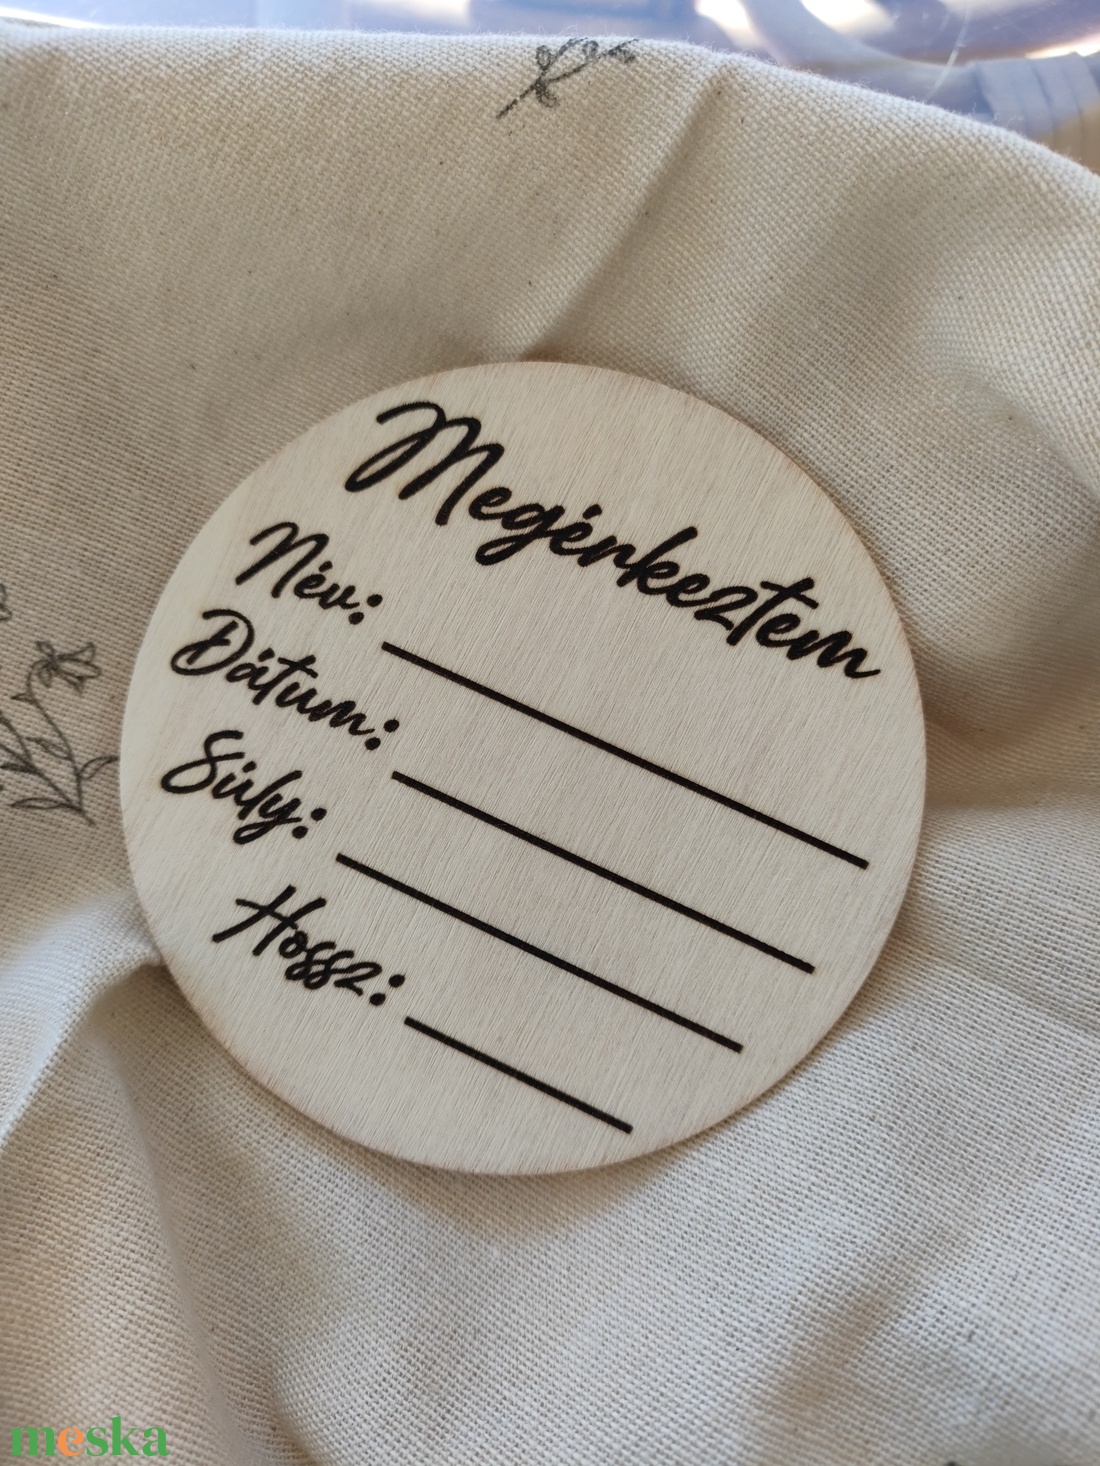 Megérkeztem
Név:
Dátum:
Súly:
Hossz:
meska